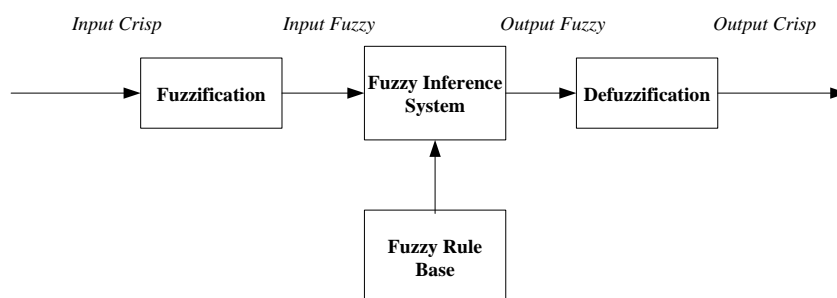 Input Crisp
Input Fuzzy
Output Fuzzy
Output Crisp
Fuzzification
Fuzzy Inference
System
Defuzzification
Fuzzy Rule
Base